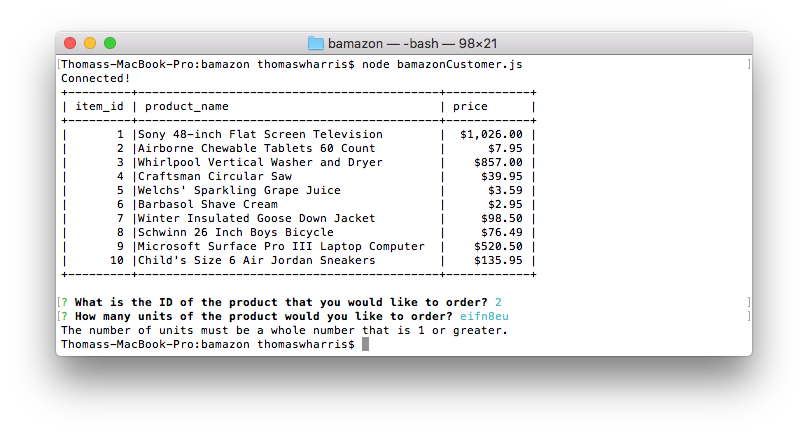 bamazon — -bash — 98×21
[Thomass-MacBook-Pro:bamazon thomaswharris$ node bamazonCustomer.js ]
Connected!
+---------+----------------------------------------+------------+
| item_id | product_name | price |
+---------+----------------------------------------+------------+
| 1 |Sony 48-inch Flat Screen Television | $1,026.00 |
| 2 |Airborne Chewable Tablets 60 Count | $7.95 |
| 3 |Whirlpool Vertical Washer and Dryer | $857.00 |
| 4 |Craftsman Circular Saw | $39.95 |
| 5 |Welchs' Sparkling Grape Juice | $3.59 |
| 6 |Barbasol Shave Cream | $2.95 |
| 7 |Winter Insulated Goose Down Jacket | $98.50 |
| 8 |Schwinn 26 Inch Boys Bicycle | $76.49 |
| 9 |Microsoft Surface Pro III Laptop Computer | $520.50 |
| 10 |Child's Size 6 Air Jordan Sneakers | $135.95 |
+---------+----------------------------------------+------------+
[? What is the ID of the product that you would like to order? 2 ]
[? How many units of the product would you like to order? eifn8eu ]
The number of units must be a whole number that is 1 or greater.
Thomass-MacBook-Pro:bamazon thomaswharris$